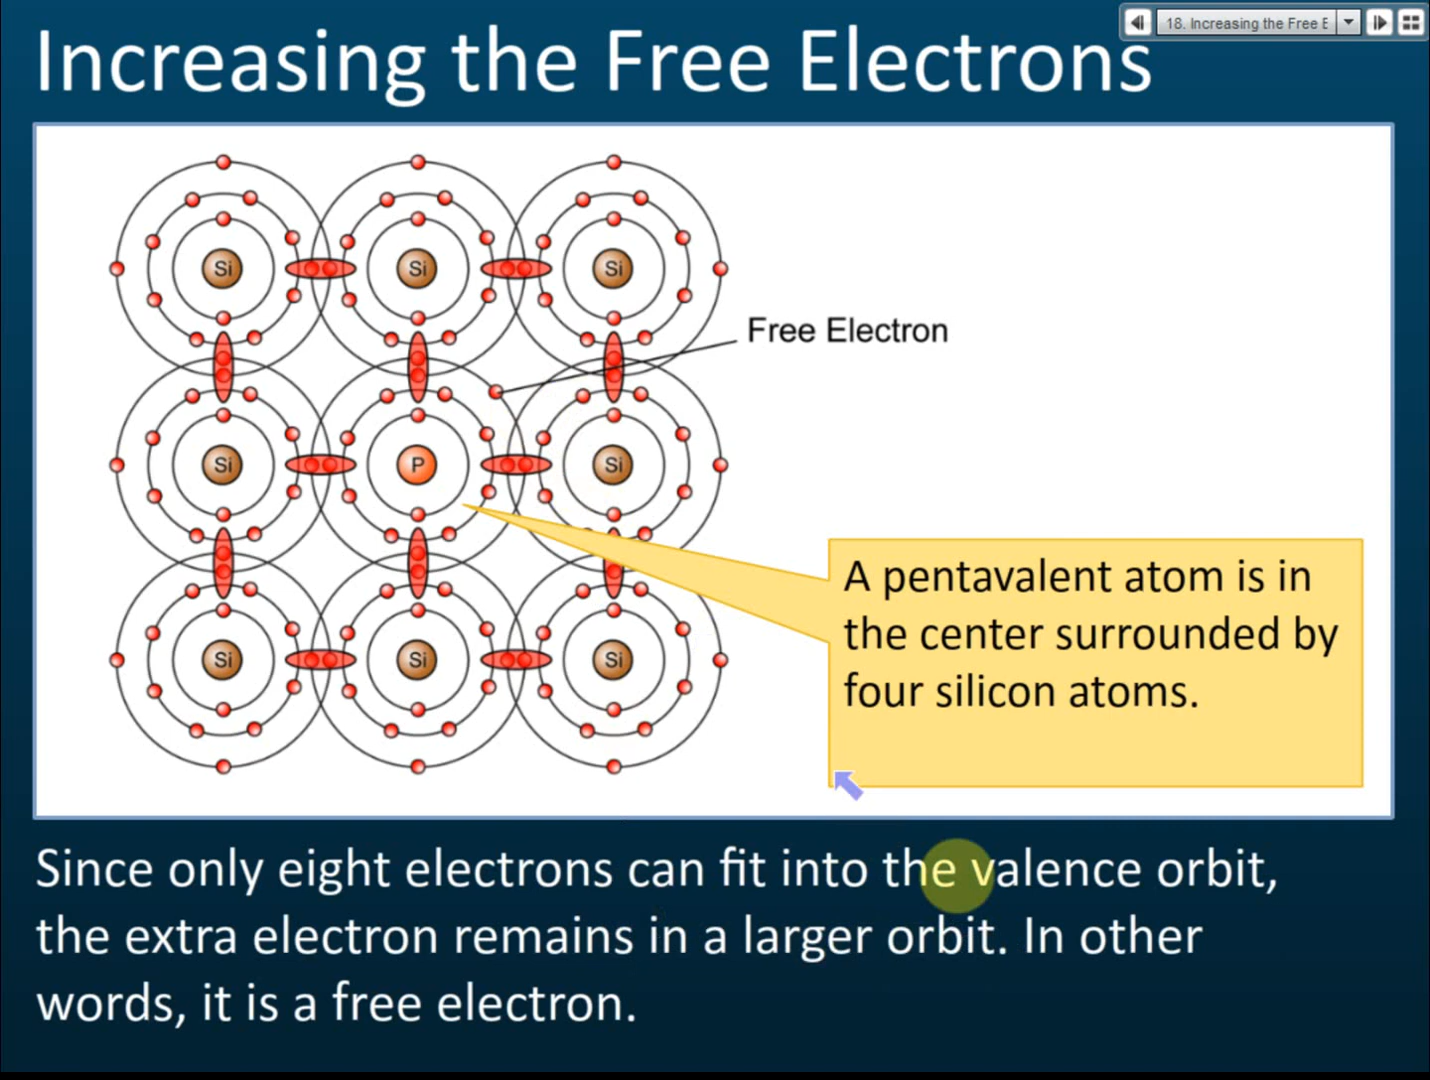 18. Increasing the Free E
Increasing the Free Electrons
Si Si Si
Free Electron
Si P Si
A pentavalent atom is in
the center surrounded by
four silicon atoms.
Si Si Si
Since only eight electrons can fit into the valence orbit,
the extra electron remains in a larger orbit. In other
words, it is a free electron.